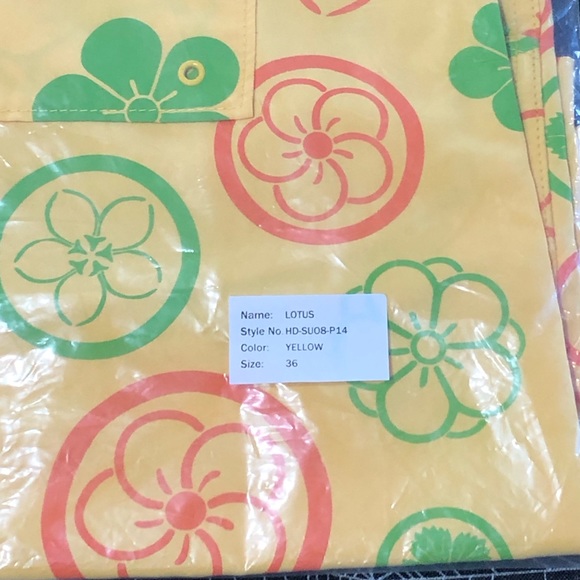 Name: LOTUS
Style No. HD-SU08-P14
Color: YELLOW
Size: 36